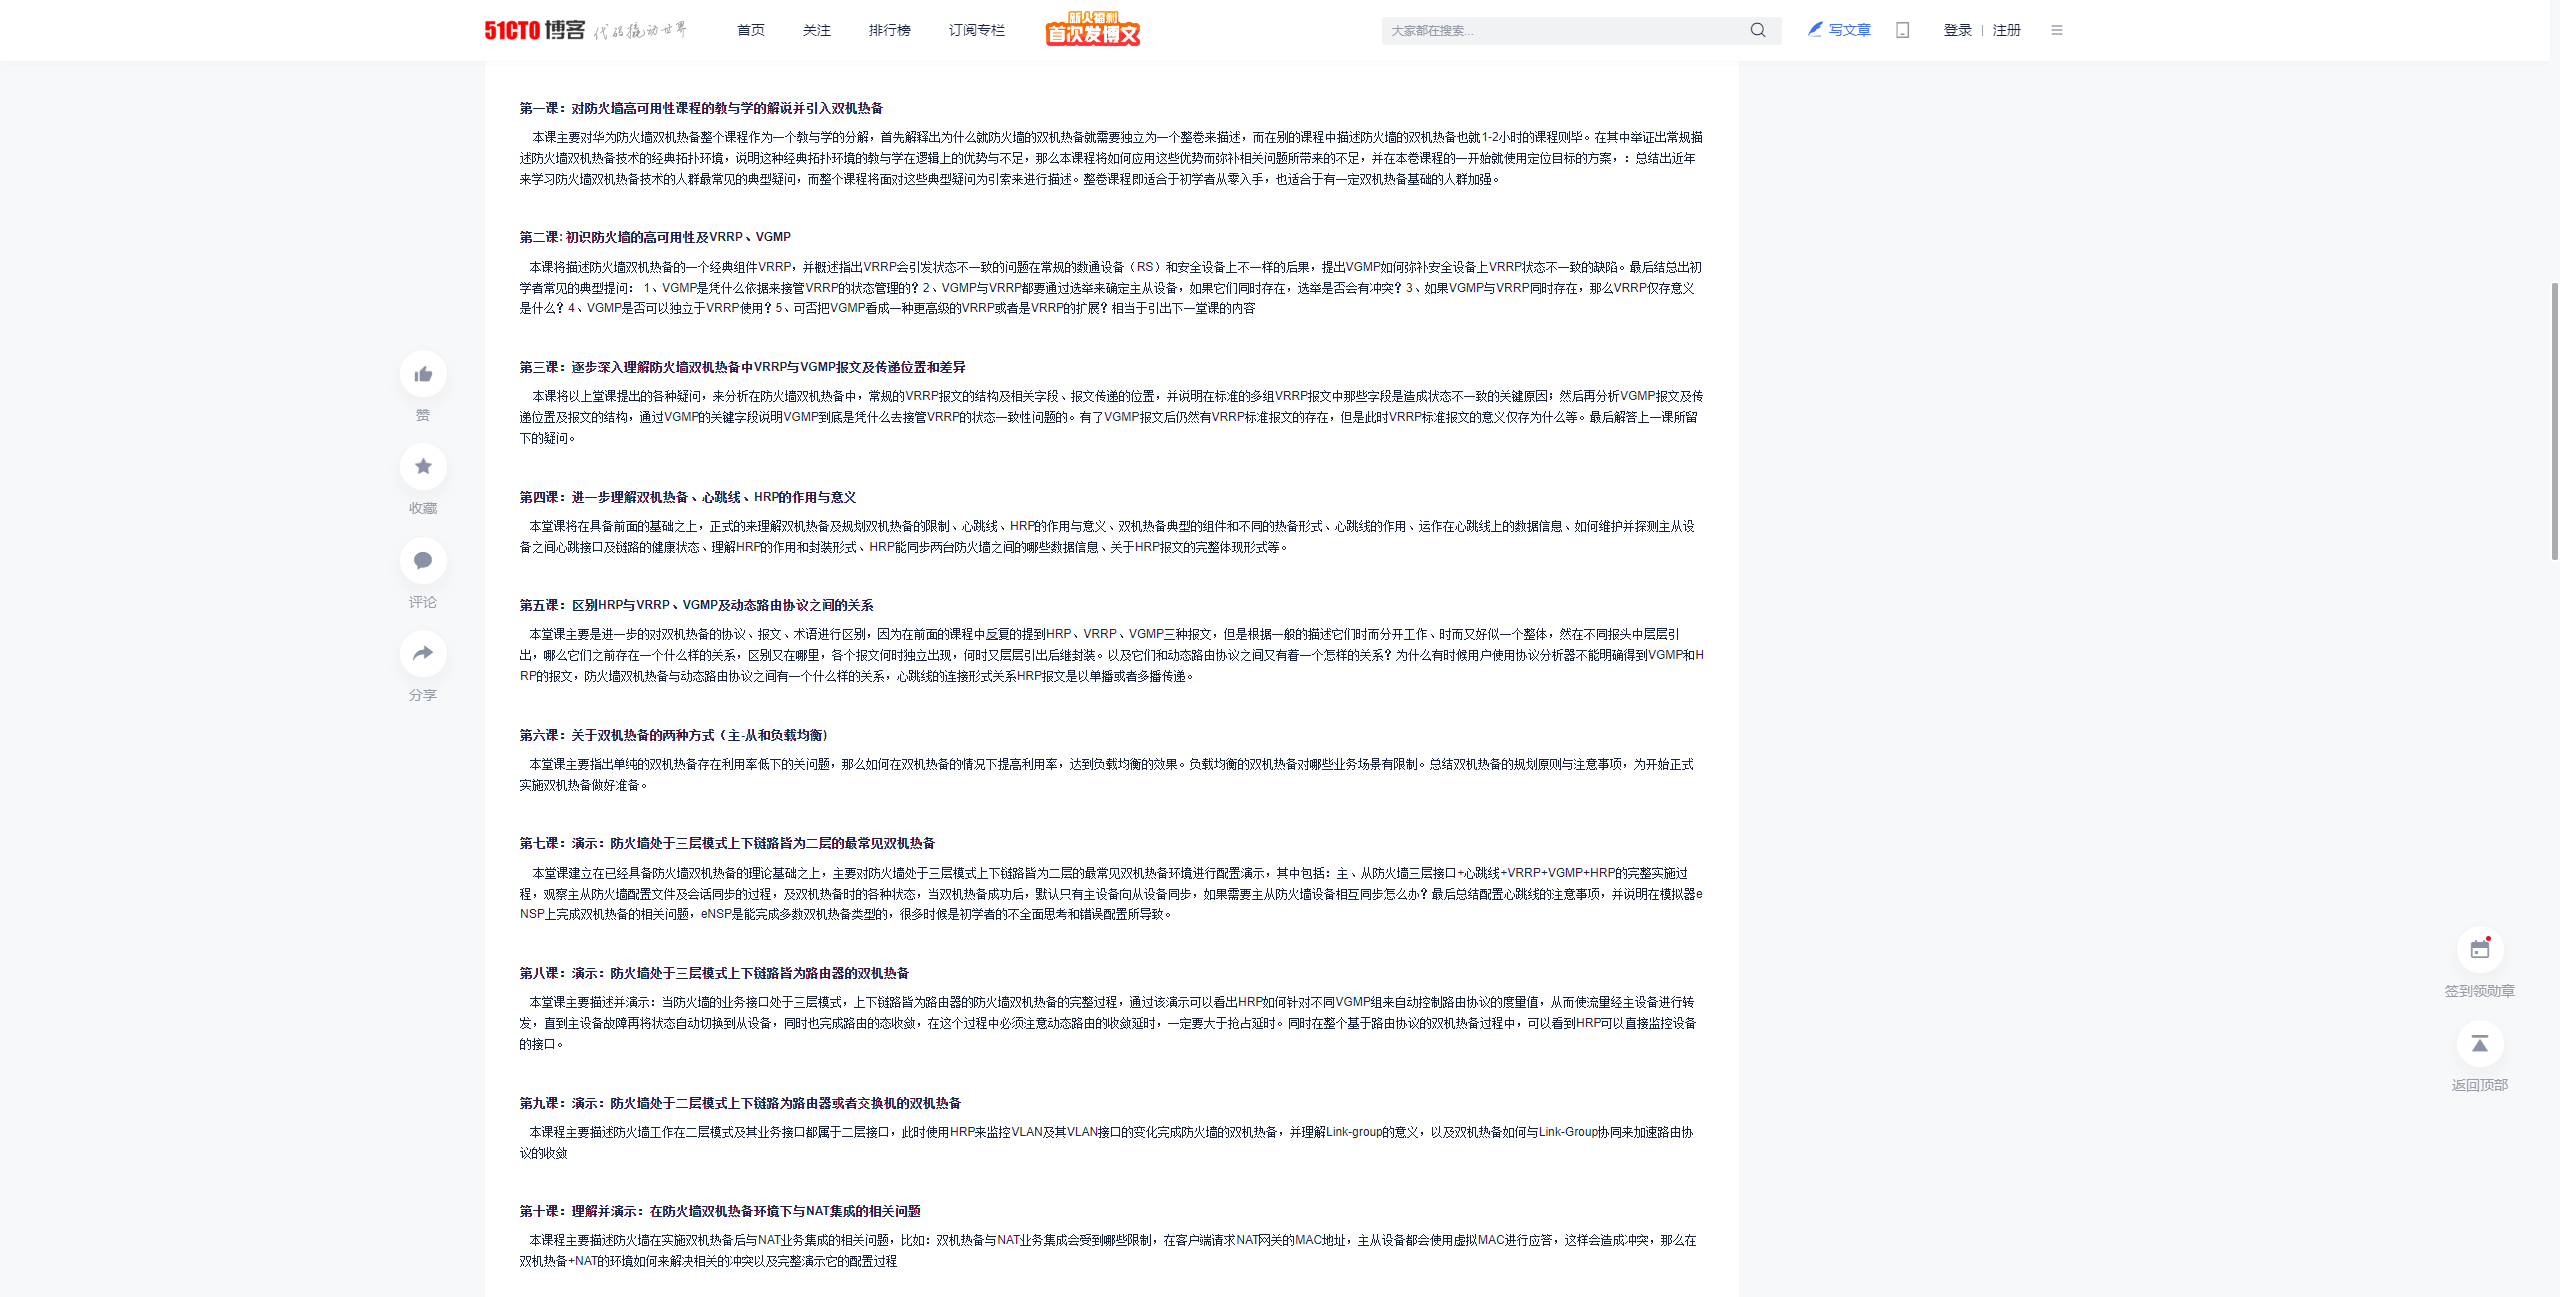 51CTO 博客 代码撬动世界 首页 关注 排行榜 订阅专栏 新人福利 首次发博文 大家都在搜索... 写文章 登录 | 注册
第一课：对防火墙高可用性课程的教与学的解说并引入双机热备
本课主要对华为防火墙双机热备整个课程作为一个教与学的分解，首先解释出为什么就防火墙的双机热备就需要独立为一个整卷来描述，而在别的课程中描述防火墙的双机热备也就1-2小时的课程则毕。在其中举证出常规描
述防火墙双机热备技术的经典拓扑环境，说明这种经典拓扑环境的教与学在逻辑上的优势与不足，那么本课程将如何应用这些优势而弥补相关问题所带来的不足，并在本卷课程的一开始就使用定位目标的方案，：总结出近年
来学习防火墙双机热备技术的人群最常见的典型疑问，而整个课程将面对这些典型疑问为引索来进行描述。整卷课程即适合于初学者从零入手，也适合于有一定双机热备基础的人群加强。
第二课: 初识防火墙的高可用性及VRRP、VGMP
本课将描述防火墙双机热备的一个经典组件VRRP，并概述指出VRRP会引发状态不一致的问题在常规的数通设备（RS）和安全设备上不一样的后果，提出VGMP如何弥补安全设备上VRRP状态不一致的缺陷。最后结总出初
学者常见的典型提问： 1、VGMP是凭什么依据来接管VRRP的状态管理的？2、VGMP与VRRP都要通过选举来确定主从设备，如果它们同时存在，选举是否会有冲突？3、如果VGMP与VRRP同时存在，那么VRRP仅存意义
是什么？4、VGMP是否可以独立于VRRP使用？5、可否把VGMP看成一种更高级的VRRP或者是VRRP的扩展？相当于引出下一堂课的内容
第三课：逐步深入理解防火墙双机热备中VRRP与VGMP报文及传递位置和差异
本课将以上堂课提出的各种疑问，来分析在防火墙双机热备中，常规的VRRP报文的结构及相关字段、报文传递的位置，并说明在标准的多组VRRP报文中那些字段是造成状态不一致的关键原因；然后再分析VGMP报文及传
递位置及报文的结构，通过VGMP的关键字段说明VGMP到底是凭什么去接管VRRP的状态一致性问题的。有了VGMP报文后仍然有VRRP标准报文的存在，但是此时VRRP标准报文的意义仅存为什么等。最后解答上一课所留
下的疑问。
第四课：进一步理解双机热备、心跳线、HRP的作用与意义
本堂课将在具备前面的基础之上，正式的来理解双机热备及规划双机热备的限制、心跳线、HRP的作用与意义、双机热备典型的组件和不同的热备形式、心跳线的作用、运作在心跳线上的数据信息、如何维护并探测主从设
备之间心跳接口及链路的健康状态、理解HRP的作用和封装形式、HRP能同步两台防火墙之间的哪些数据信息、关于HRP报文的完整体现形式等。
第五课：区别HRP与VRRP、VGMP及动态路由协议之间的关系
本堂课主要是进一步的对双机热备的协议、报文、术语进行区别，因为在前面的课程中反复的提到HRP、VRRP、VGMP三种报文，但是根据一般的描述它们时而分开工作、时而又好似一个整体，然在不同报头中层层引
出，哪么它们之前存在一个什么样的关系，区别又在哪里，各个报文何时独立出现，何时又层层引出后继封装。以及它们和动态路由协议之间又有着一个怎样的关系？为什么有时候用户使用协议分析器不能明确得到VGMP和H
RP的报文，防火墙双机热备与动态路由协议之间有一个什么样的关系，心跳线的连接形式关系HRP报文是以单播或者多播传递。
第六课：关于双机热备的两种方式（主-从和负载均衡）
本堂课主要指出单纯的双机热备存在利用率低下的关问题，那么如何在双机热备的情况下提高利用率，达到负载均衡的效果。负载均衡的双机热备对哪些业务场景有限制。总结双机热备的规划原则与注意事项，为开始正式
实施双机热备做好准备。
第七课：演示：防火墙处于三层模式上下链路皆为二层的最常见双机热备
本堂课建立在已经具备防火墙双机热备的理论基础之上，主要对防火墙处于三层模式上下链路皆为二层的最常见双机热备环境进行配置演示，其中包括：主、从防火墙三层接口+心跳线+VRRP+VGMP+HRP的完整实施过
程，观察主从防火墙配置文件及会话同步的过程，及双机热备时的各种状态，当双机热备成功后，默认只有主设备向从设备同步，如果需要主从防火墙设备相互同步怎么办？最后总结配置心跳线的注意事项，并说明在模拟器e
NSP上完成双机热备的相关问题，eNSP是能完成多数双机热备类型的，很多时候是初学者的不全面思考和错误配置所导致。
第八课：演示：防火墙处于三层模式上下链路皆为路由器的双机热备
本堂课主要描述并演示：当防火墙的业务接口处于三层模式，上下链路皆为路由器的防火墙双机热备的完整过程，通过该演示可以看出HRP如何针对不同VGMP组来自动控制路由协议的度量值，从而使流量经主设备进行转
发，直到主设备故障再将状态自动切换到从设备，同时也完成路由的态收敛，在这个过程中必须注意动态路由的收敛延时，一定要大于抢占延时。同时在整个基于路由协议的双机热备过程中，可以看到HRP可以直接监控设备
的接口。
第九课：演示：防火墙处于二层模式上下链路为路由器或者交换机的双机热备
本课程主要描述防火墙工作在二层模式及其业务接口都属于二层接口，此时使用HRP来监控VLAN及其VLAN接口的变化完成防火墙的双机热备，并理解Link-group的意义，以及双机热备如何与Link-Group协同来加速路由协
议的收敛
第十课：理解并演示：在防火墙双机热备环境下与NAT集成的相关问题
本课程主要描述防火墙在实施双机热备后与NAT业务集成的相关问题，比如：双机热备与NAT业务集成会受到哪些限制，在客户端请求NAT网关的MAC地址，主从设备都会使用虚拟MAC进行应答，这样会造成冲突，那么在
双机热备+NAT的环境如何来解决相关的冲突以及完整演示它的配置过程
赞
收藏
评论
分享
签到领勋章
返回顶部